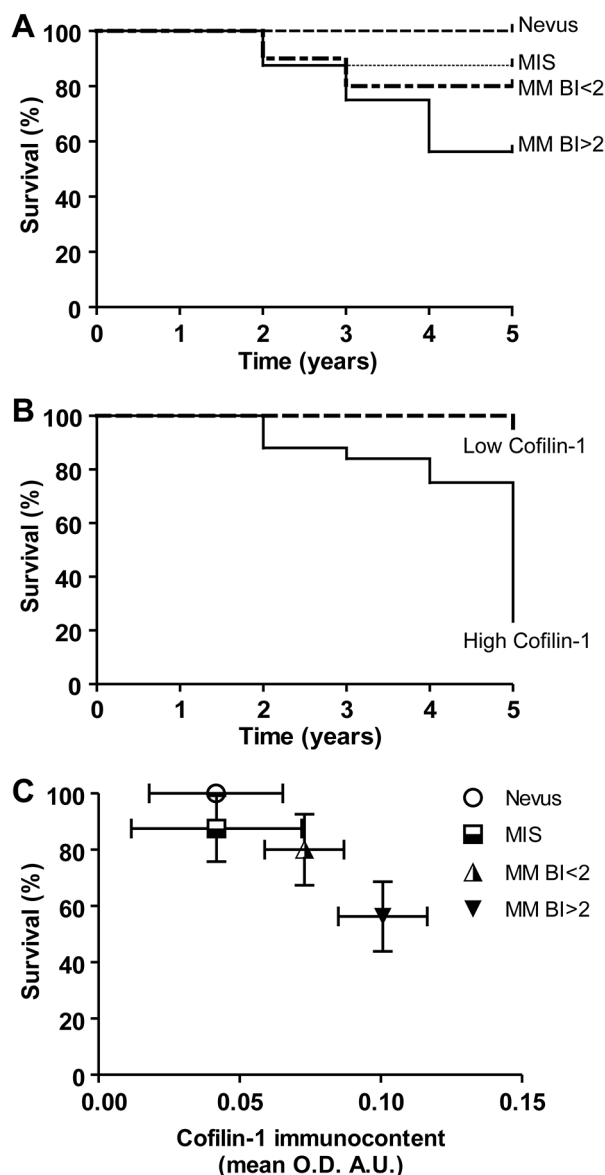 A
Survival (%)
100
80
60
40
20
0
Nevus
MIS
MM BI<2
MM BI>2
0 1 2 3 4 5
Time (years)
B
Survival (%)
100
80
60
40
20
0
Low Cofilin-1
High Cofilin-1
0 1 2 3 4 5
Time (years)
C
Survival (%)
100
80
60
40
20
0
Nevus
MIS
MM BI<2
MM BI>2
0.00 0.05 0.10 0.15
Cofilin-1 immunocontent
(mean O.D. A.U.)